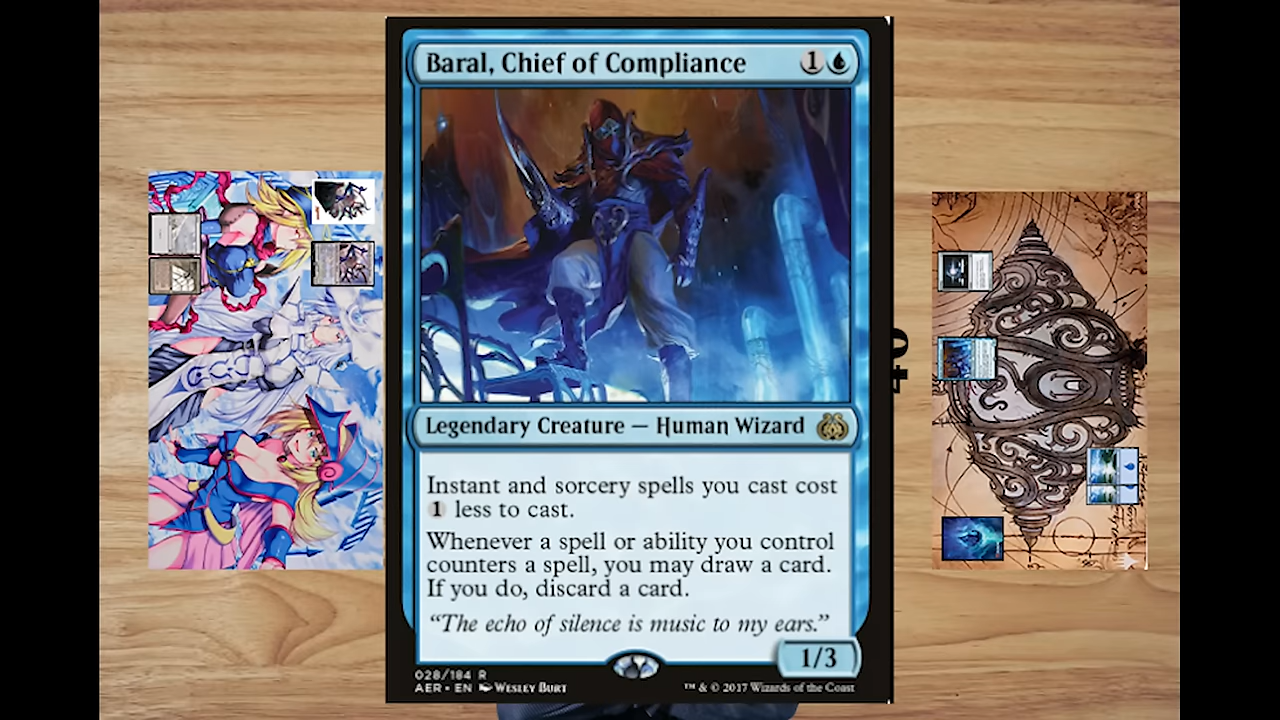 Baral, Chief of Compliance 1
Legendary Creature — Human Wizard
Instant and sorcery spells you cast cost
1 less to cast.
Whenever a spell or ability you control
counters a spell, you may draw a card.
If you do, discard a card.
“The echo of silence is music to my ears.”
1/3
028/184 R
AER • EN Wesley Burt
™ & © 2017 Wizards of the Coast
40
1